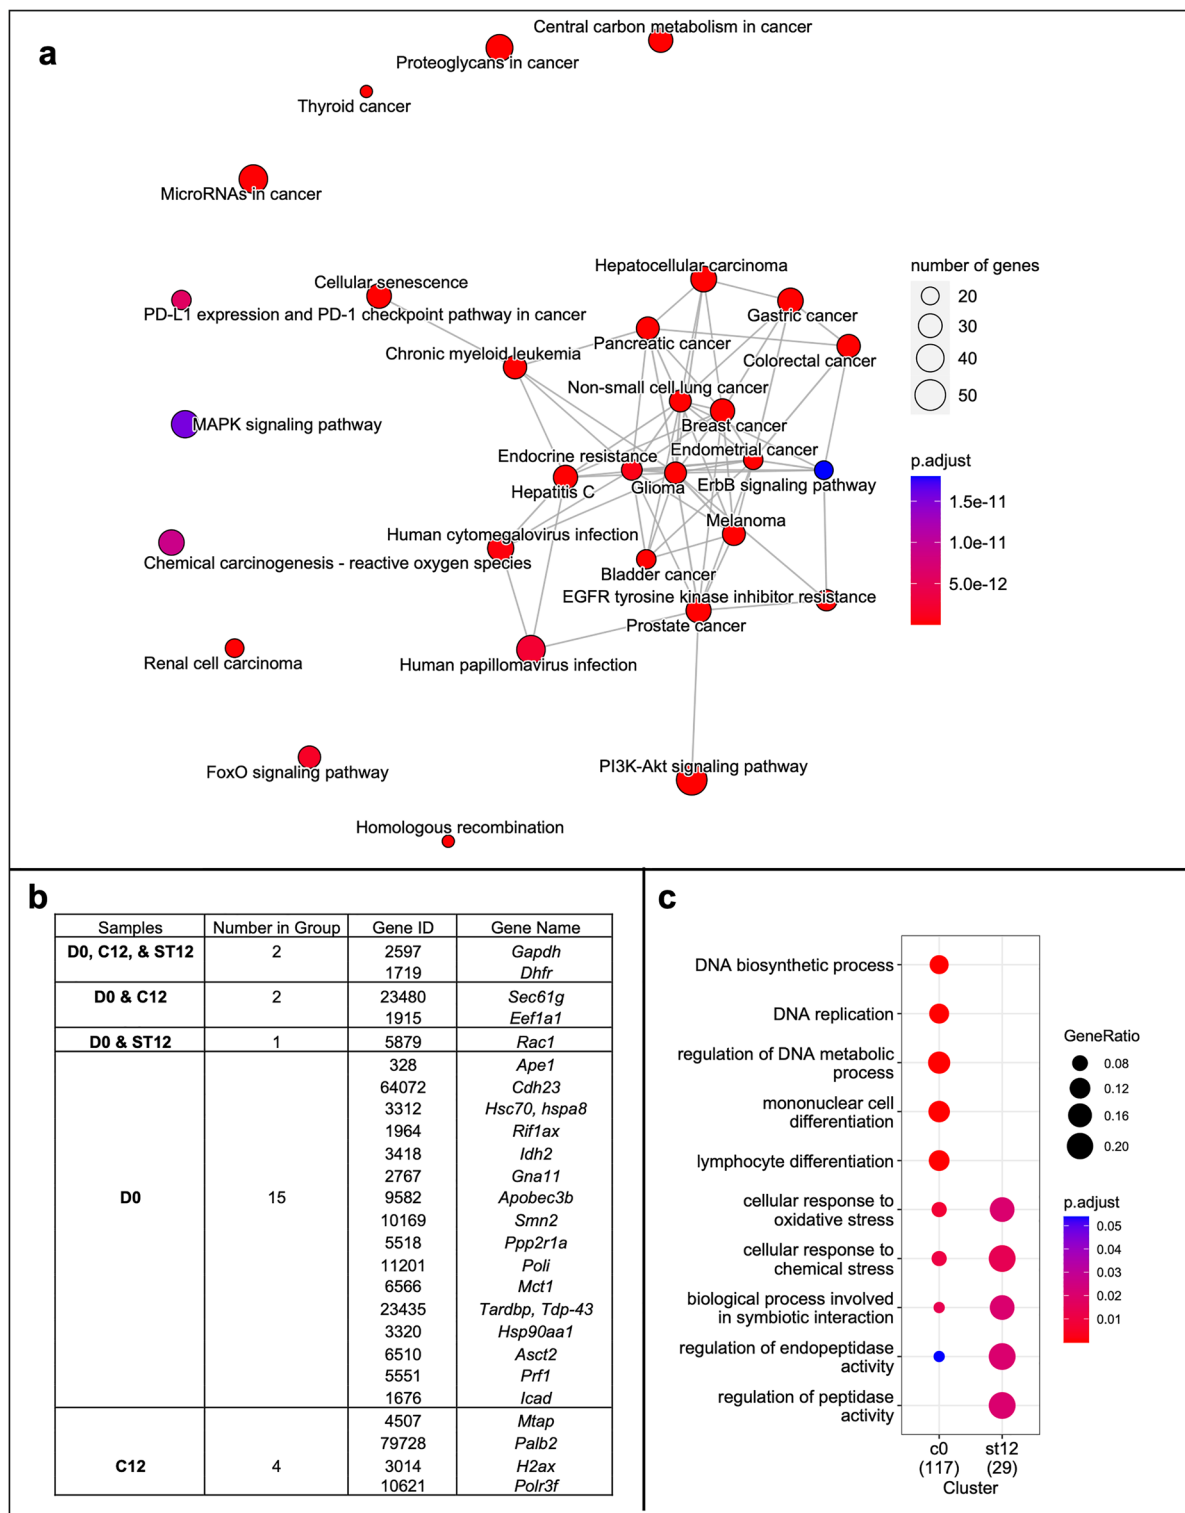 a
Central carbon metabolism in cancer
Proteoglycans in cancer
Thyroid cancer
MicroRNAs in cancer
Hepatocellular carcinoma
Cellular senescence
PD-L1 expression and PD-1 checkpoint pathway in cancer
Gastric cancer
Pancreatic cancer
Chronic myeloid leukemia
Colorectal cancer
Non-small cell lung cancer
MAPK signaling pathway
Breast cancer
Endometrial cancer
Endocrine resistance
Hepatitis C
Glioma
ErbB signaling pathway
Melanoma
Human cytomegalovirus infection
Chemical carcinogenesis - reactive oxygen species
Bladder cancer
EGFR tyrosine kinase inhibitor resistance
Prostate cancer
Renal cell carcinoma
Human papillomavirus infection
FoxO signaling pathway
PI3K-Akt signaling pathway
Homologous recombination
number of genes
20
30
40
50
p.adjust
1.5e-11
1.0e-11
5.0e-12
b
Samples Number in Group Gene ID Gene Name
D0, C12, & ST12 2 2597 Gapdh
1719 Dhfr
D0 & C12 2 23480 Sec61g
1915 Eef1a1
D0 & ST12 1 5879 Rac1
328 Ape1
64072 Cdh23
3312 Hsc70, hspa8
1964 Rif1ax
3418 Idh2
2767 Gna11
D0 15 9582 Apobec3b
10169 Smn2
5518 Ppp2r1a
11201 Poli
6566 Mct1
23435 Tardbp, Tdp-43
3320 Hsp90aa1
6510 Asct2
5551 Prf1
1676 Icad
4507 Mtap
79728 Palb2
C12 4 3014 H2ax
10621 Polr3f
c
DNA biosynthetic process
DNA replication
regulation of DNA metabolic
process
mononuclear cell
differentiation
lymphocyte differentiation
cellular response to
oxidative stress
cellular response to
chemical stress
biological process involved
in symbiotic interaction
regulation of endopeptidase
activity
regulation of peptidase
activity
c0 st12
(117) (29)
Cluster
GeneRatio
0.08
0.12
0.16
0.20
p.adjust
0.05
0.04
0.03
0.02
0.01